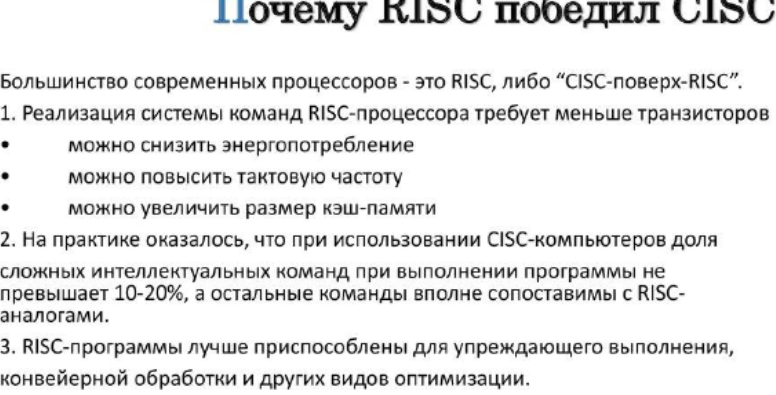 Почему RISC победил CISC
Большинство современных процессоров - это RISC, либо “CISC-поверх-RISC”.
1. Реализация системы команд RISC-процессора требует меньше транзисторов
• можно снизить энергопотребление
• можно повысить тактовую частоту
• можно увеличить размер кэш-памяти
2. На практике оказалось, что при использовании CISC-компьютеров доля
сложных интеллектуальных команд при выполнении программы не
превышает 10-20%, а остальные команды вполне сопоставимы с RISC-
аналогами.
3. RISC-программы лучше приспособлены для упреждающего выполнения,
конвейерной обработки и других видов оптимизации.